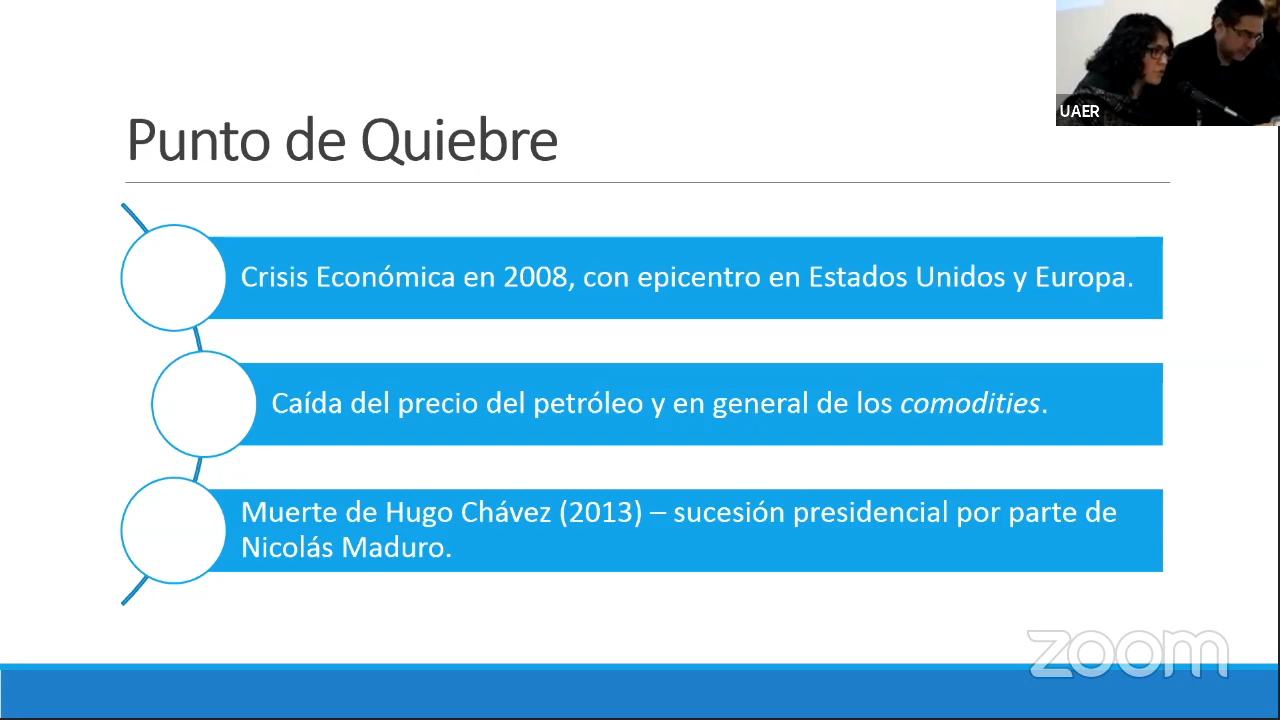 UAER
Punto de Quiebre
Crisis Económica en 2008, con epicentro en Estados Unidos y Europa.
Caída del precio del petróleo y en general de los comodities.
Muerte de Hugo Chávez (2013) – sucesión presidencial por parte de
Nicolás Maduro.
zoom